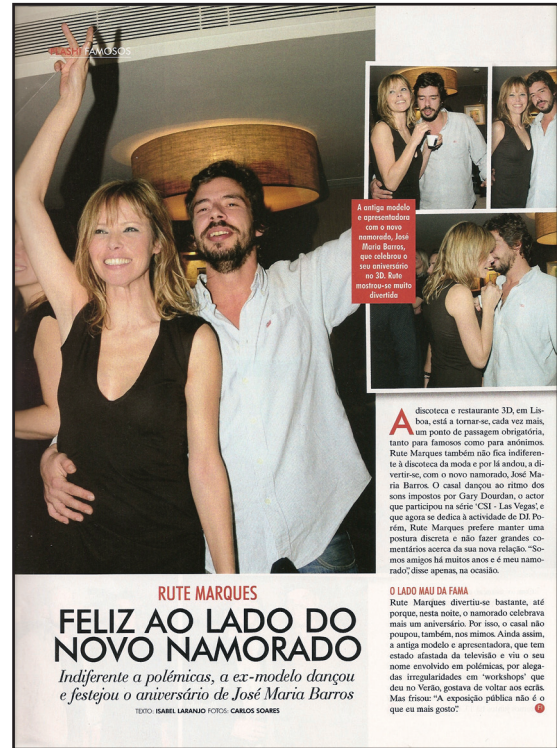 FLASH! FAMOSOS
A antiga modelo
e apresentadora
com o novo
namorado, José
Maria Barros,
que celebrou o
seu aniversário
no 3D. Rute
mostrou-se muito
divertida
RUTE MARQUES
FELIZ AO LADO DO
NOVO NAMORADO
Indiferente a polémicas, a ex-modelo dançou
e festejou o aniversário de José Maria Barros
TEXTO: ISABEL LARANJO FOTOS: CARLOS SOARES
A discoteca e restaurante 3D, em Lis-
boa, está a tornar-se, cada vez mais,
um ponto de passagem obrigatória,
tanto para famosos como para anónimos.
Rute Marques também não fica indiferen-
te à discoteca da moda e por lá andou, a di-
vertir-se, com o novo namorado, José Ma-
ria Barros. O casal dançou ao ritmo dos
sons impostos por Gary Dourdan, o actor
que participou na série 'CSI - Las Vegas', e
que agora se dedica à actividade de DJ. Po-
rém, Rute Marques prefere manter uma
postura discreta e não fazer grandes co-
mentários acerca da sua nova relação. "So-
mos amigos há muitos anos e é meu namo-
rado", disse apenas, na ocasião.
O LADO MAU DA FAMA
Rute Marques divertiu-se bastante, até
porque, nesta noite, o namorado celebrava
mais um aniversário. Por isso, o casal não
poupou, também, nos mimos. Ainda assim,
a antiga modelo e apresentadora, que tem
estado afastada da televisão e viu o seu
nome envolvido em polémicas, por alega-
das irregularidades em 'workshops' que
deu no Verão, gostava de voltar aos ecrãs.
Mas frisou: "A exposição pública não é o
que eu mais gosto".